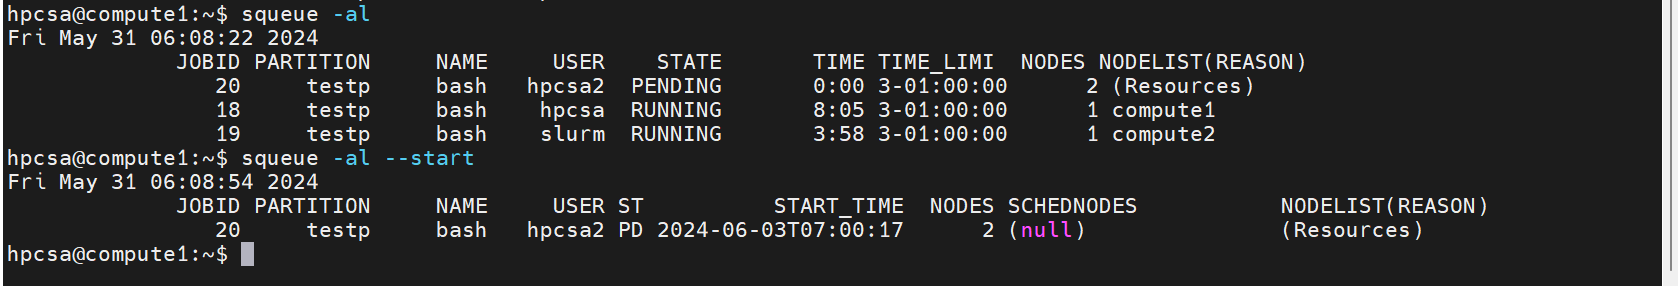 hpcsa@compute1:~$ squeue -al
Fri May 31 06:08:22 2024
JOBID PARTITION NAME USER STATE TIME TIME_LIMI NODES NODELIST(REASON)
20 testp bash hpcsa2 PENDING 0:00 3-01:00:00 2 (Resources)
18 testp bash hpcsa RUNNING 8:05 3-01:00:00 1 compute1
19 testp bash slurm RUNNING 3:58 3-01:00:00 1 compute2
hpcsa@compute1:~$ squeue -al --start
Fri May 31 06:08:54 2024
JOBID PARTITION NAME USER ST START_TIME NODES SCHEDNODES NODELIST(REASON)
20 testp bash hpcsa2 PD 2024-06-03T07:00:17 2 (null) (Resources)
hpcsa@compute1:~$